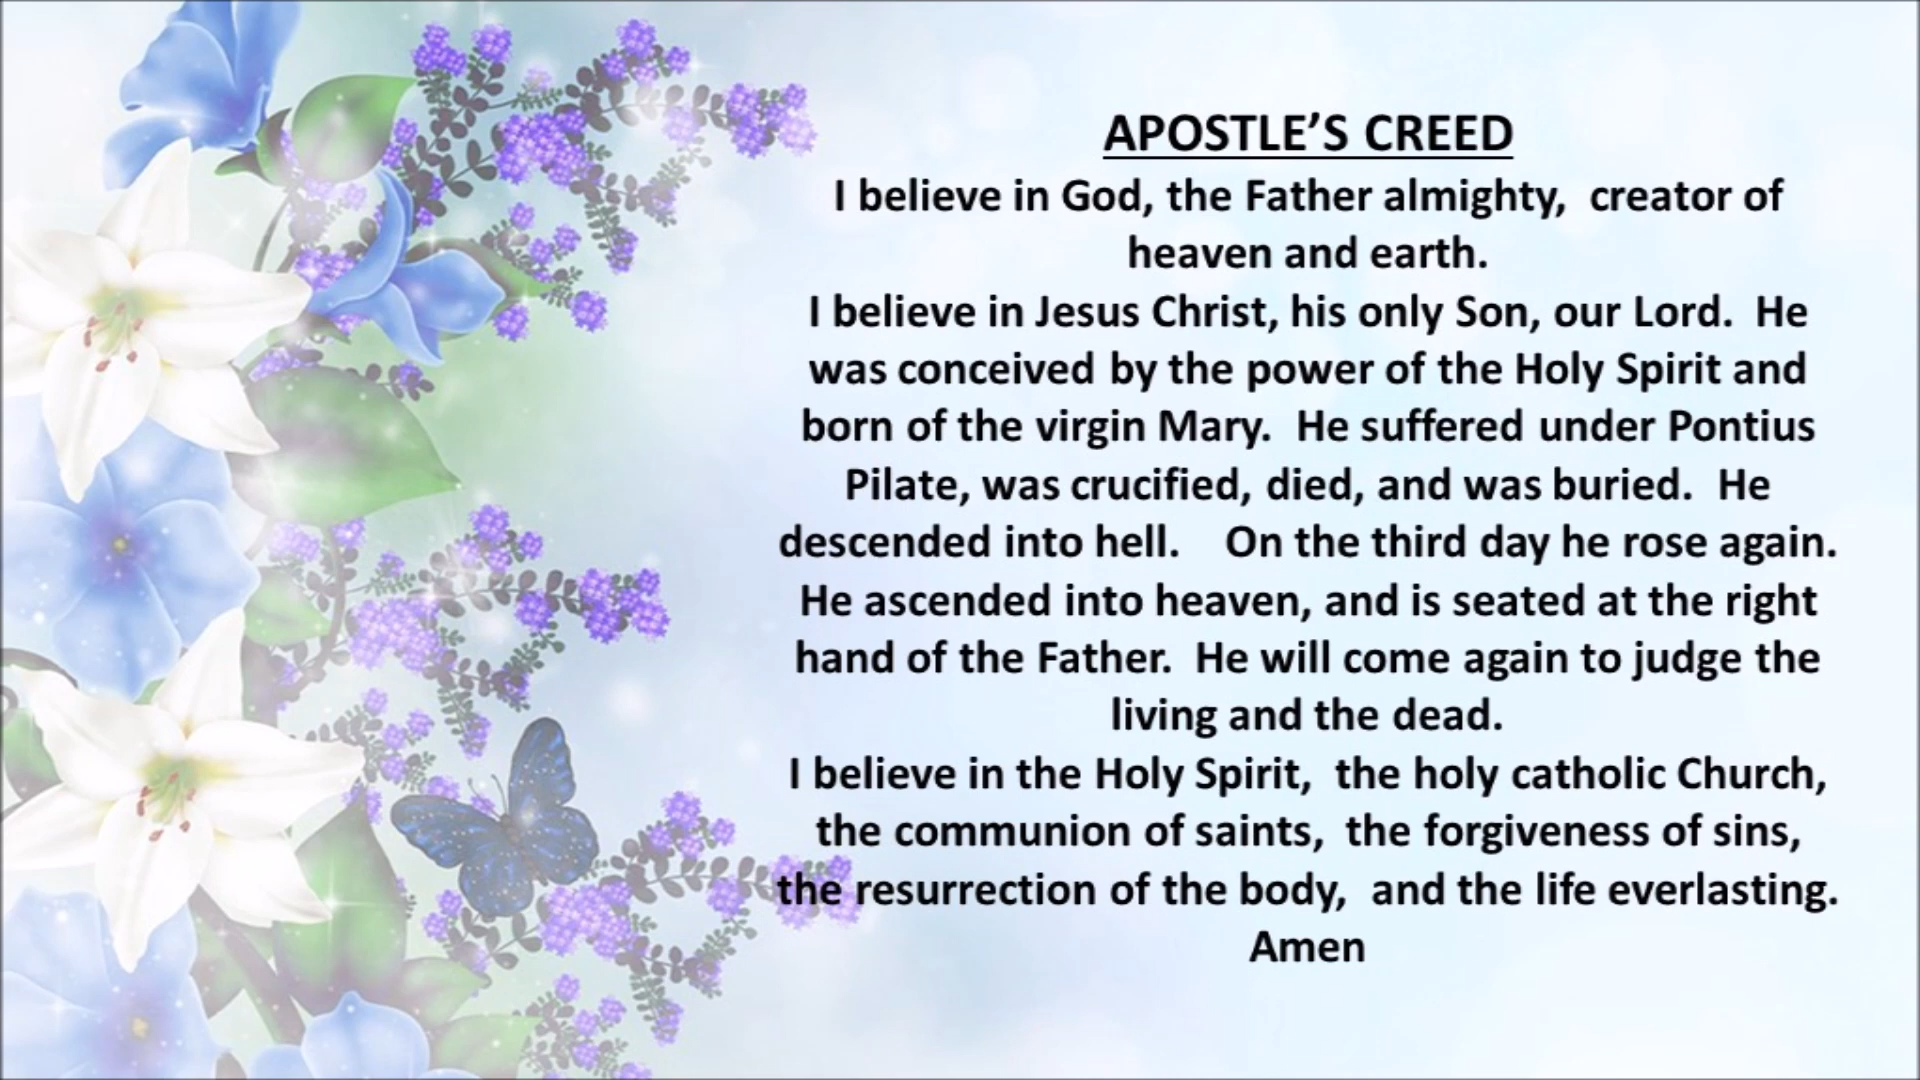 APOSTLE’S CREED
I believe in God, the Father almighty,  creator of
heaven and earth.
I believe in Jesus Christ, his only Son, our Lord.  He
was conceived by the power of the Holy Spirit and
born of the virgin Mary.  He suffered under Pontius
Pilate, was crucified, died, and was buried.  He
descended into hell.    On the third day he rose again.
He ascended into heaven, and is seated at the right
hand of the Father.  He will come again to judge the
living and the dead.
I believe in the Holy Spirit,  the holy catholic Church,
the communion of saints,  the forgiveness of sins,
the resurrection of the body,  and the life everlasting.
Amen